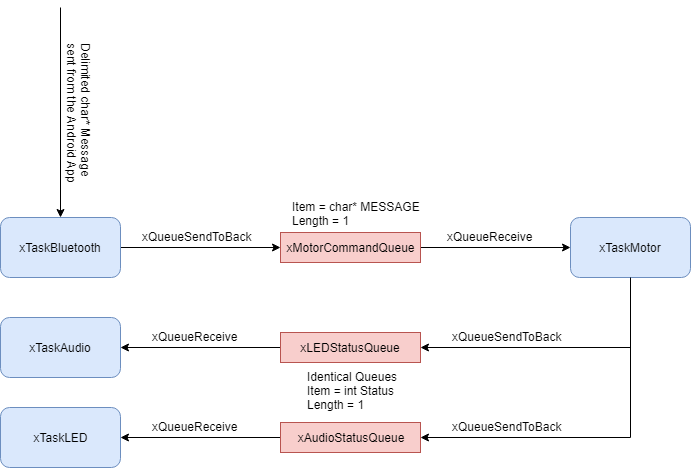 Delimited char* Message
sent from the Android App
Item = char* MESSAGE
Length = 1
xTaskBluetooth
xQueueSendToBack
xMotorCommandQueue
xQueueReceive
xTaskMotor
xTaskAudio
xQueueReceive
xLEDStatusQueue
xQueueSendToBack
Identical Queues
Item = int Status
Length = 1
xTaskLED
xQueueReceive
xAudioStatusQueue
xQueueSendToBack